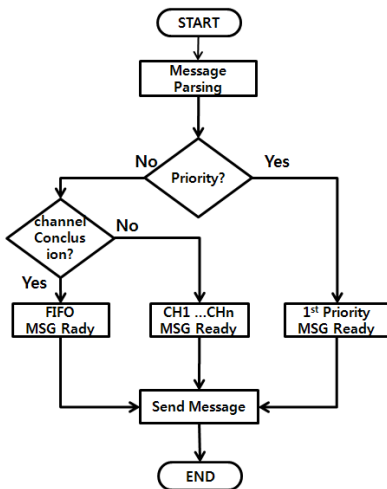 START
Message
Parsing
No
Yes
Priority?
channel
Conclus
ion?
No
Yes
FIFO
MSG Rady
CH1 ...CHn
MSG Ready
1st Priority
MSG Ready
Send Message
END